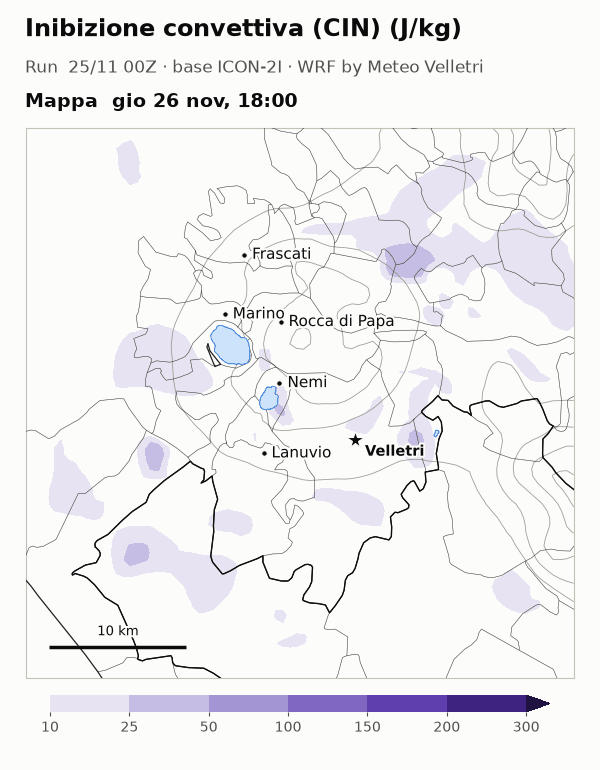 Inibizione convettiva (CIN) (J/kg)
Run  25/11 00Z · base ICON-2I · WRF by Meteo Velletri
Mappa  gio 26 nov, 18:00
Frascati
Marino
Rocca di Papa
Nemi
Velletri
Lanuvio
10 km
10 25 50 100 150 200 300